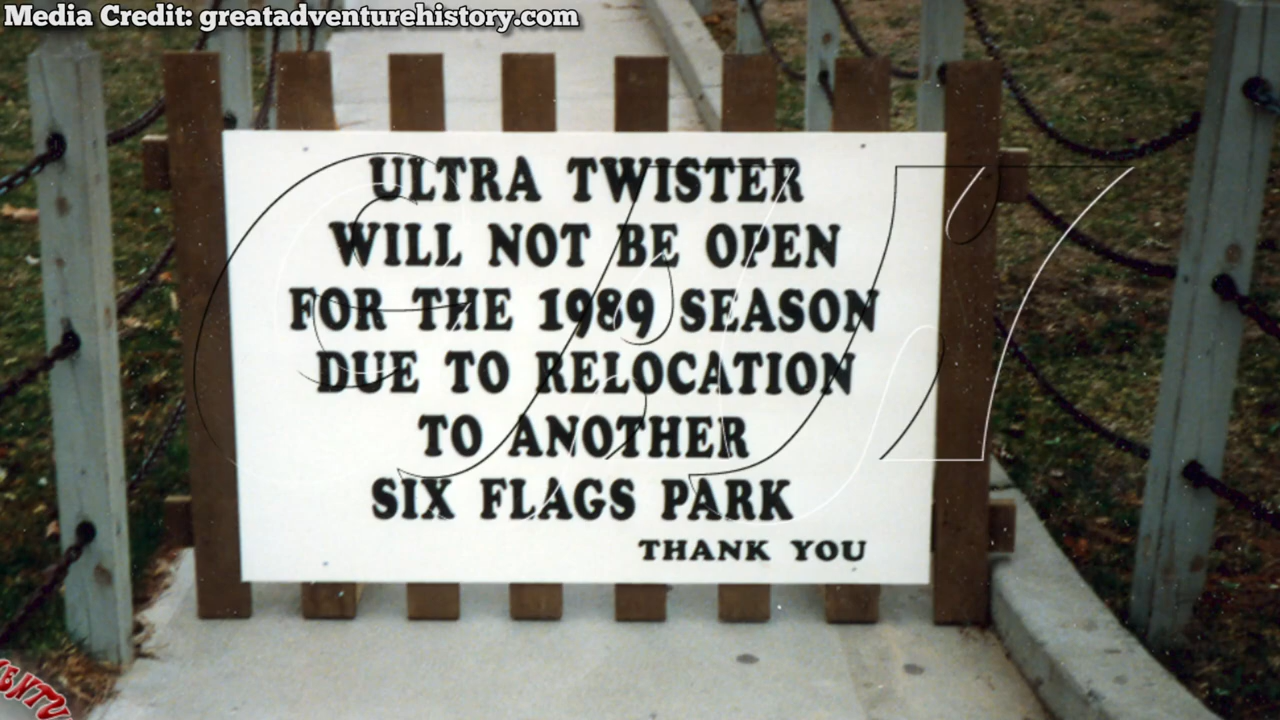 Media Credit: greatadventurehistory.com
ULTRA TWISTER
WILL NOT BE OPEN
FOR THE 1989 SEASON
DUE TO RELOCATION
TO ANOTHER
SIX FLAGS PARK
THANK YOU